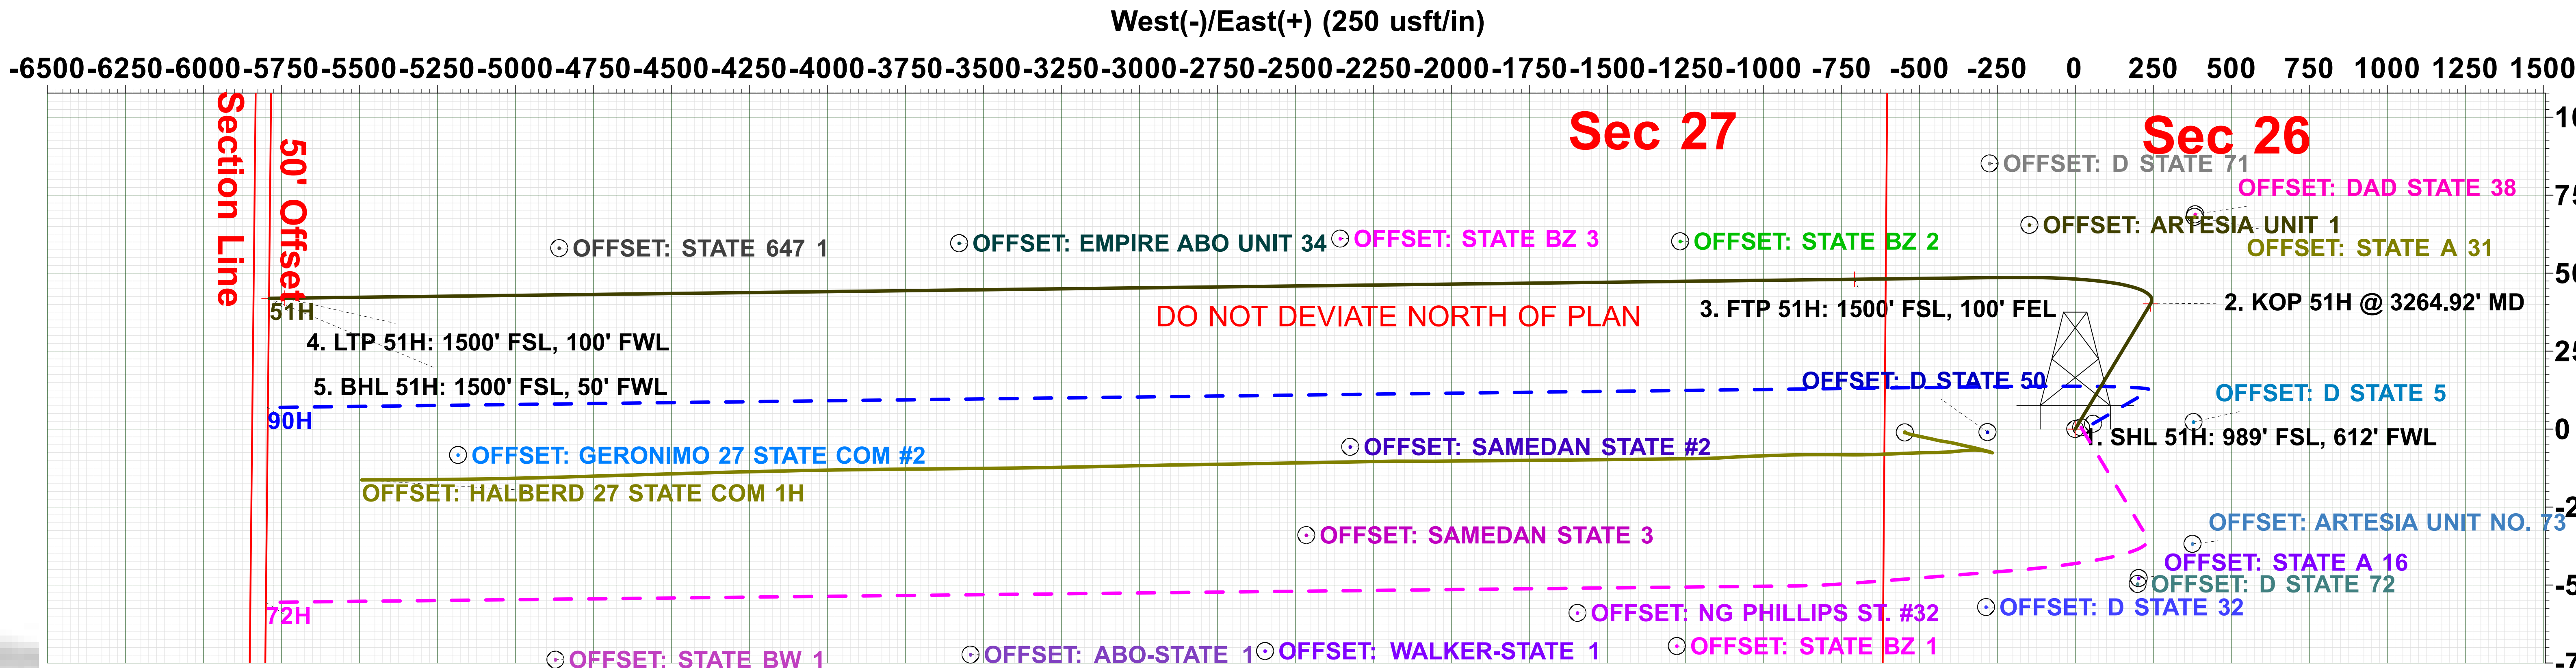 West(-)/East(+) (250 usft/in)
-6500 -6250 -6000 -5750 -5500 -5250 -5000 -4750 -4500 -4250 -4000 -3750 -3500 -3250 -3000 -2750 -2500 -2250 -2000 -1750 -1500 -1250 -1000 -750 -500 -250 0 250 500 750 1000 1250 1500
Section Line
50' Offset
Sec 27
Sec 26
OFFSET: D STATE 71
OFFSET: DAD STATE 38
OFFSET: ARTESIA UNIT 1
OFFSET: STATE A 31
OFFSET: STATE 647 1
OFFSET: EMPIRE ABO UNIT 34
OFFSET: STATE BZ 3
OFFSET: STATE BZ 2
51H
DO NOT DEVIATE NORTH OF PLAN
3. FTP 51H: 1500' FSL, 100' FEL
2. KOP 51H @ 3264.92' MD
4. LTP 51H: 1500' FSL, 100' FWL
5. BHL 51H: 1500' FSL, 50' FWL
OFFSET: D STATE 50
OFFSET: D STATE 5
90H
0
1. SHL 51H: 989' FSL, 612' FWL
OFFSET: GERONIMO 27 STATE COM #2
OFFSET: SAMEDAN STATE #2
OFFSET: HALBERD 27 STATE COM 1H
OFFSET: SAMEDAN STATE 3
OFFSET: ARTESIA UNIT NO. 73
OFFSET: STATE A 16
OFFSET: D STATE 72
72H
OFFSET: NG PHILLIPS ST. #32
OFFSET: D STATE 32
OFFSET: STATE BW 1
OFFSET: ABO-STATE 1
OFFSET: WALKER-STATE 1
OFFSET: STATE BZ 1